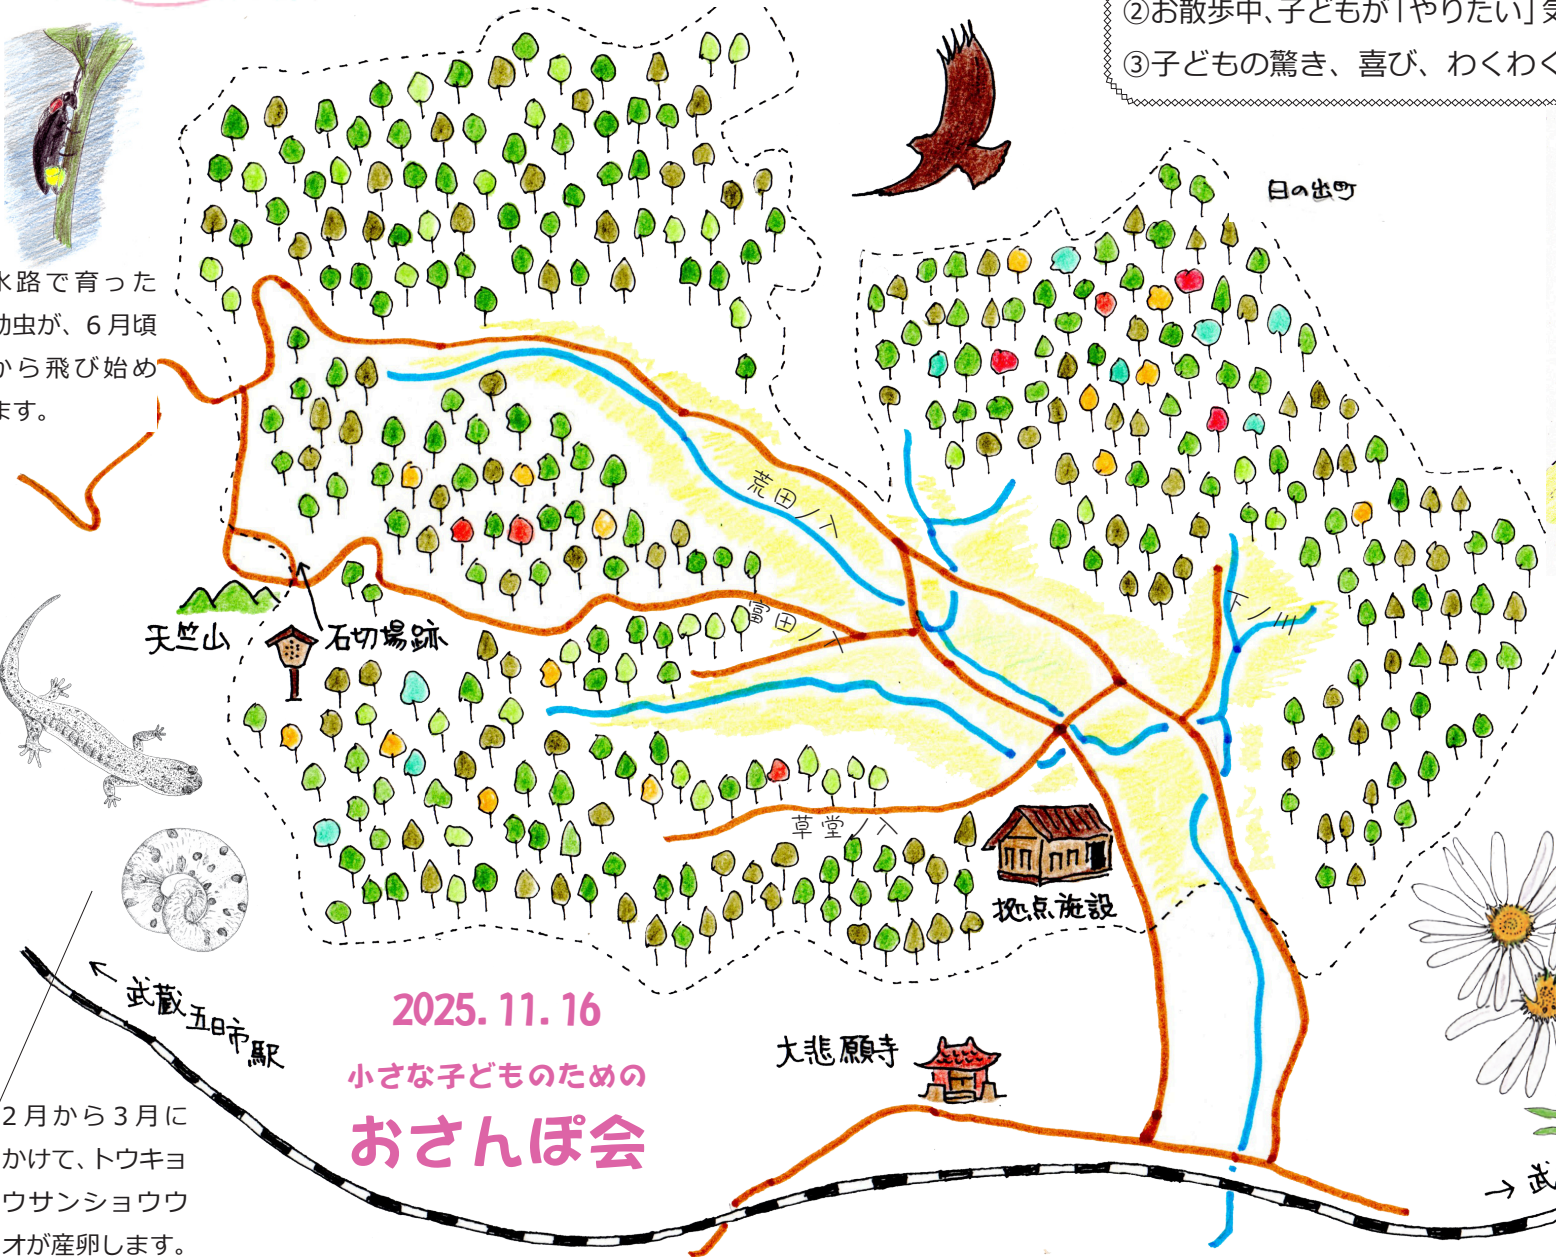 ②お散歩中、子どもが「やりたい」気
③子どもの驚き、喜び、わくわく
日の出町
水路で育った
幼虫が、6月頃
から飛び始め
ます。
荒田ノ入
富田ノ入
下ノ川
天竺山
石切場跡
草堂ノ入
拠点施設
←武蔵五日市駅
2025.11.16
小さな子どものための
おさんぽ会
大悲願寺
2月から3月に
かけて、トウキョ
ウサンショウウ
オが産卵します。
→武